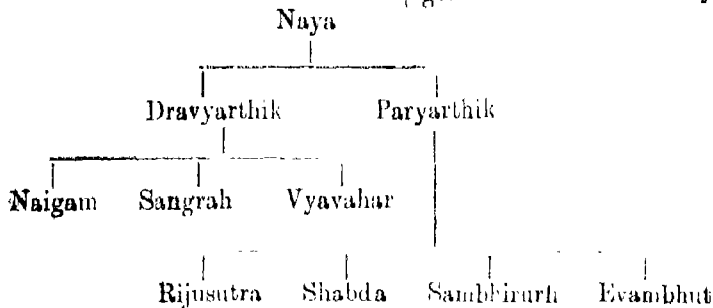 Naya
Dravyarthik Paryarthik
Naigam Sangrah Vyavahar
Rijusutra Shabda Sambhirurh Evambhut